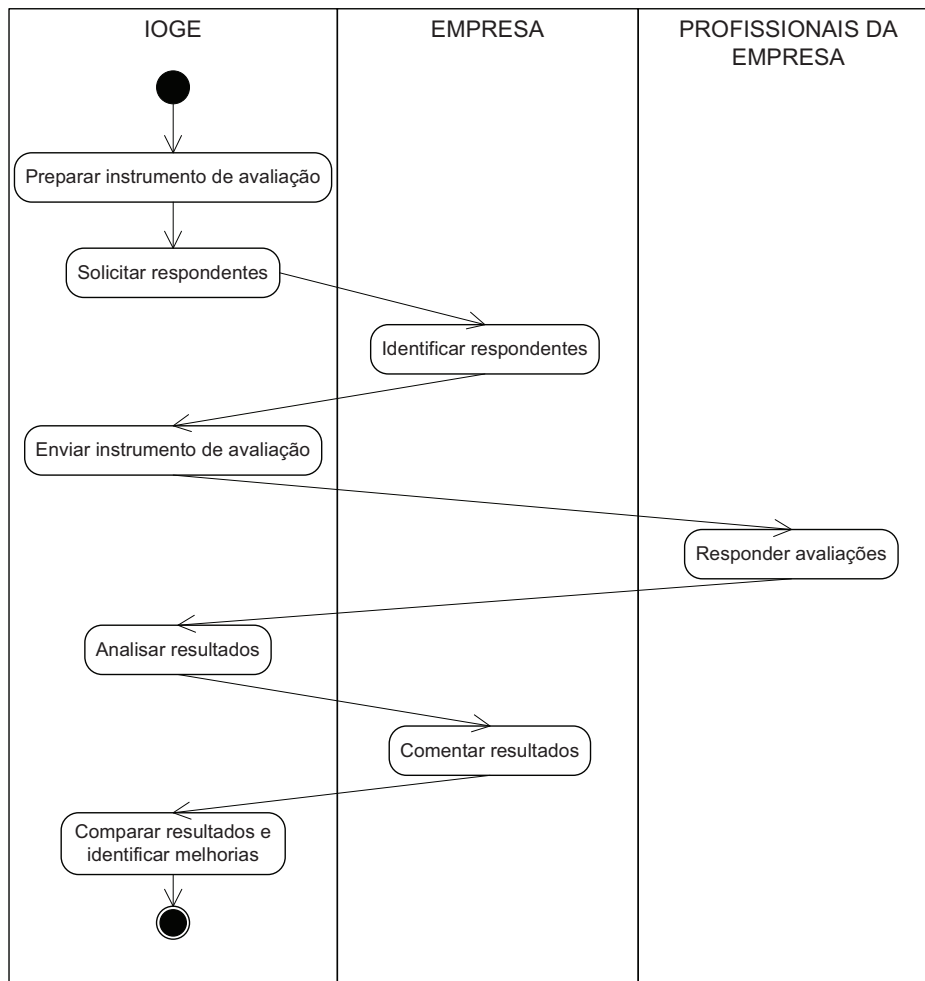 IOGE
EMPRESA
PROFISSIONAIS DA
EMPRESA
Preparar instrumento de avaliação
Solicitar respondentes
Identificar respondentes
Enviar instrumento de avaliação
Responder avaliações
Analisar resultados
Comentar resultados
Comparar resultados e
identificar melhorias